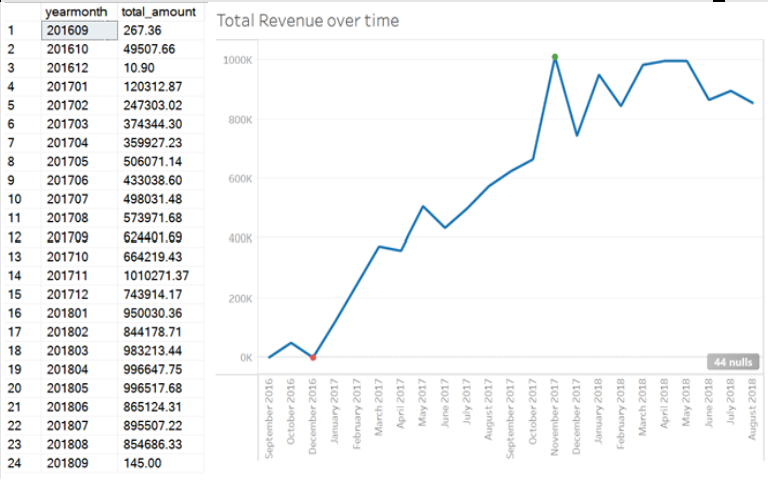 yearmonth total_amount
1 201609 267.36
2 201610 49507.66
3 201612 10.90
4 201701 120312.87
5 201702 247303.02
6 201703 374344.30
7 201704 359927.23
8 201705 506071.14
9 201706 433038.60
10 201707 498031.48
11 201708 573971.68
12 201709 624401.69
13 201710 664219.43
14 201711 1010271.37
15 201712 743914.17
16 201801 950030.36
17 201802 844178.71
18 201803 983213.44
19 201804 996647.75
20 201805 996517.68
21 201806 865124.31
22 201807 895507.22
23 201808 854686.33
24 201809 145.00
Total Revenue over time
1000K
800K
600K
400K
200K
0K
44 nulls
September 2016
October 2016
December 2016
January 2017
February 2017
March 2017
April 2017
May 2017
June 2017
July 2017
August 2017
September 2017
October 2017
November 2017
December 2017
January 2018
February 2018
March 2018
April 2018
May 2018
June 2018
July 2018
August 2018